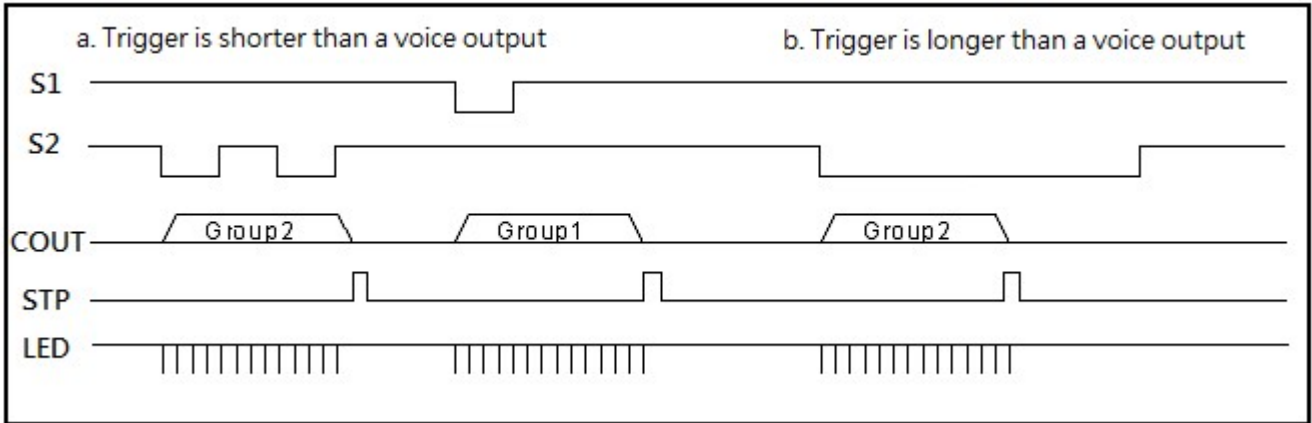 a. Trigger is shorter than a voice output
b. Trigger is longer than a voice output
S1
S2
COUT
Group2
Group1
Group2
STP
LED